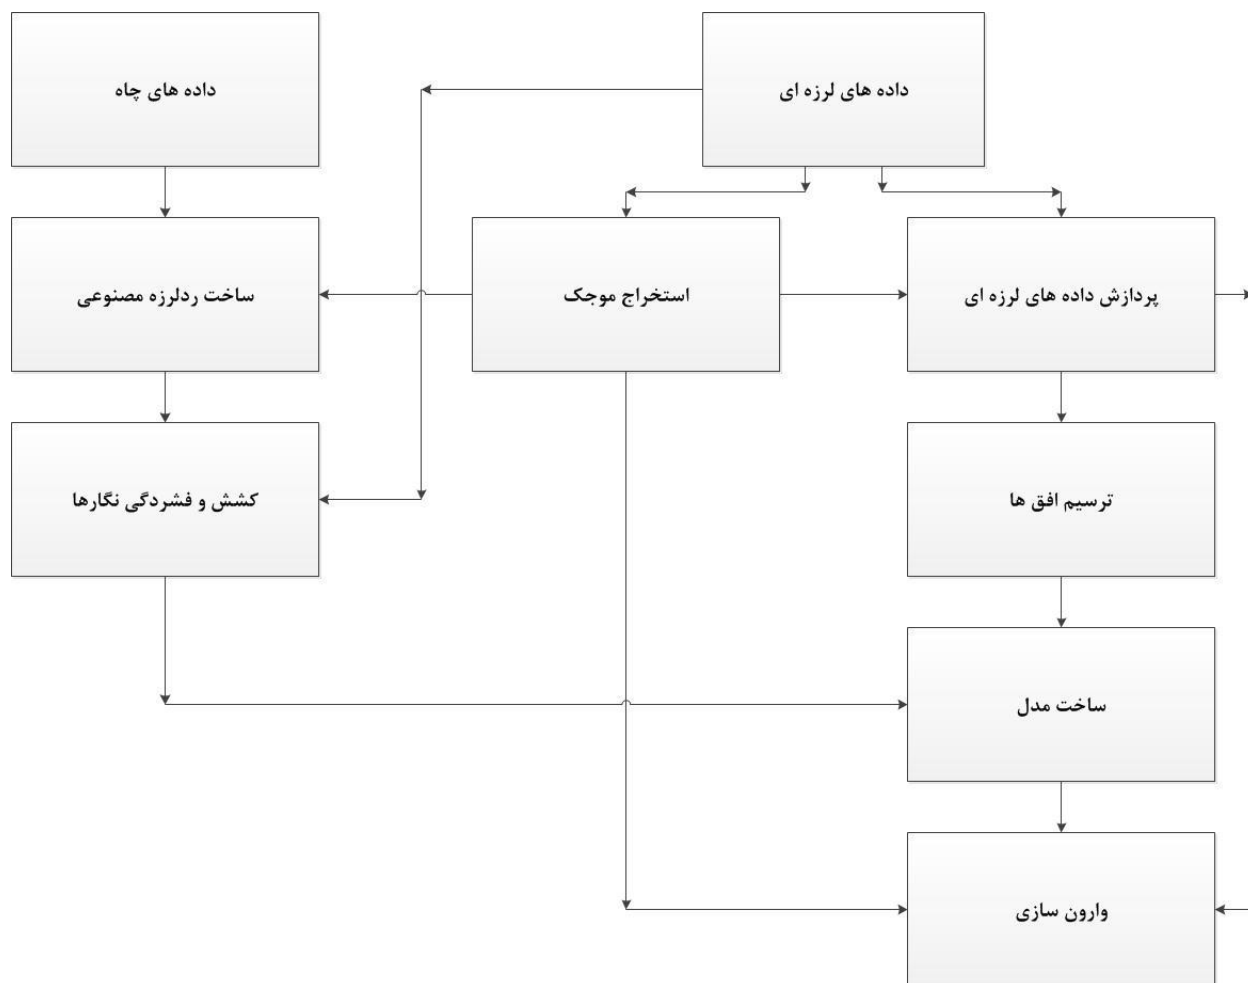 داده های لرزه ای
داده های چاه
پردازش داده های لرزه ای
استخراج موجک
ساخت ردلرزه مصنوعی
ترسیم افق ها
کشش و فشردگی نگارها
ساخت مدل
وارون سازی